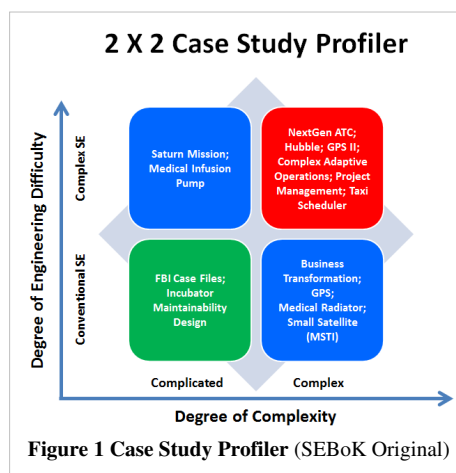 2 X 2 Case Study Profiler
Degree of Engineering Difficulty
Complex SE
Conventional SE
Saturn Mission;
Medical Infusion
Pump
NextGen ATC;
Hubble; GPS II;
Complex Adaptive
Operations; Project
Management; Taxi
Scheduler
FBI Case Files;
Incubator
Maintainability
Design
Business
Transformation;
GPS;
Medical Radiator;
Small Satellite
(MSTI)
Complicated
Complex
Degree of Complexity
Figure 1 Case Study Profiler (SEBoK Original)